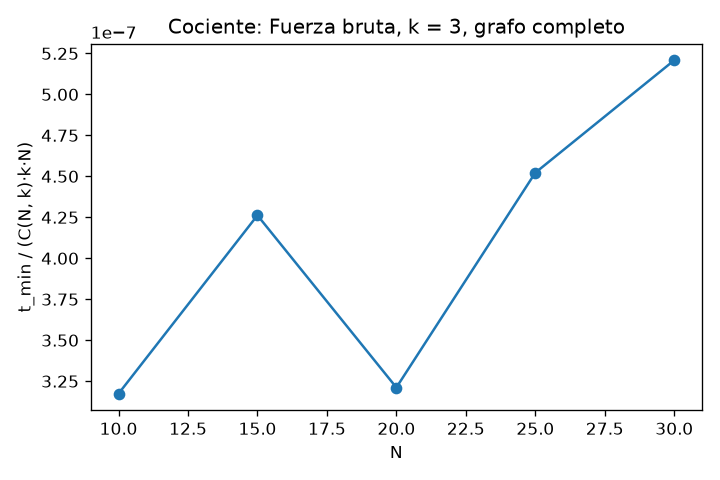 Cociente: Fuerza bruta, k = 3, grafo completo
1e−7
5.25
5.00
4.75
4.50
4.25
4.00
3.75
3.50
3.25
t_min / (C(N, k)·k·N)
10.0 12.5 15.0 17.5 20.0 22.5 25.0 27.5 30.0
N